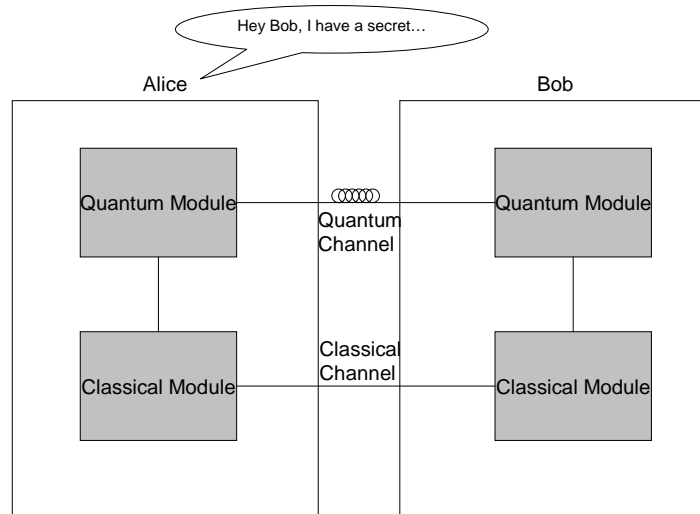 Hey Bob, I have a secret…
Alice
Bob
Quantum Module
Quantum
Channel
Quantum Module
Classical Module
Classical
Channel
Classical Module